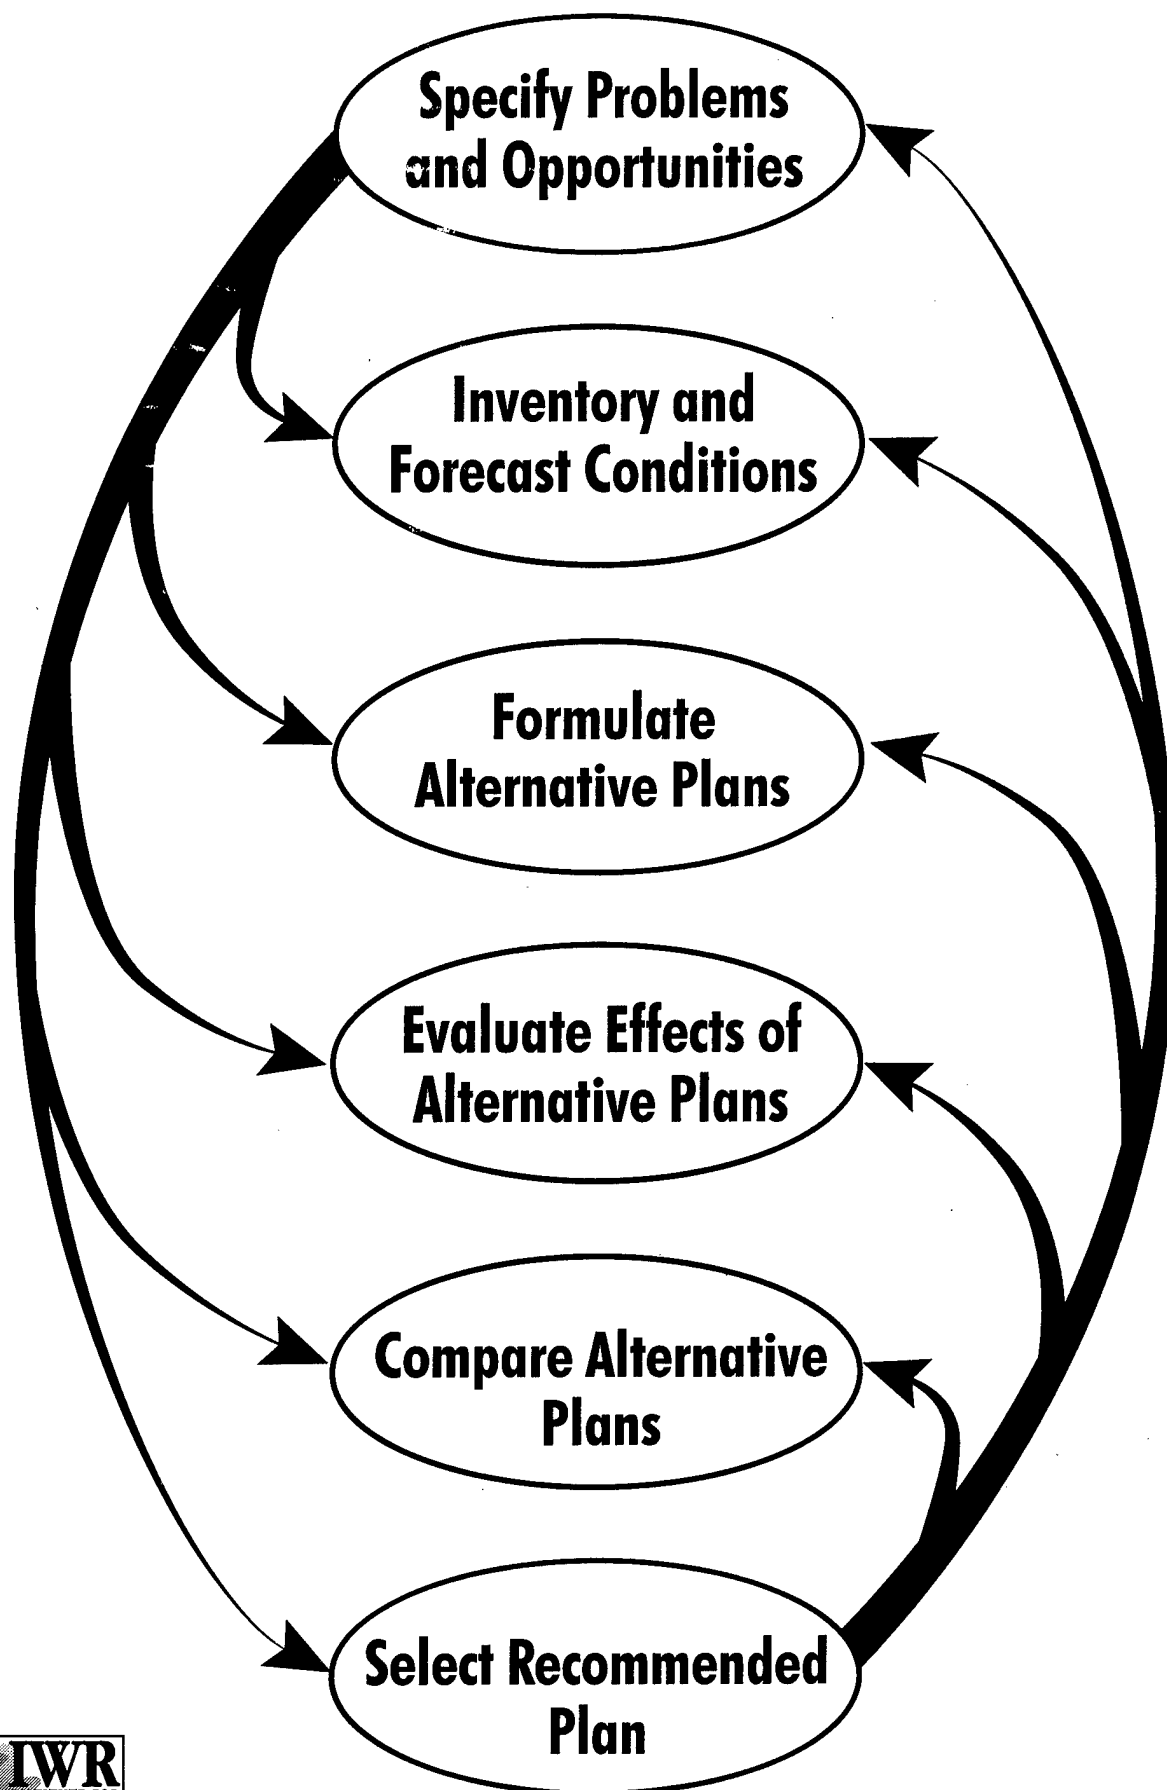 Specify Problems
and Opportunities
Inventory and
Forecast Conditions
Formulate
Alternative Plans
Evaluate Effects of
Alternative Plans
Compare Alternative
Plans
Select Recommended
Plan
IWR